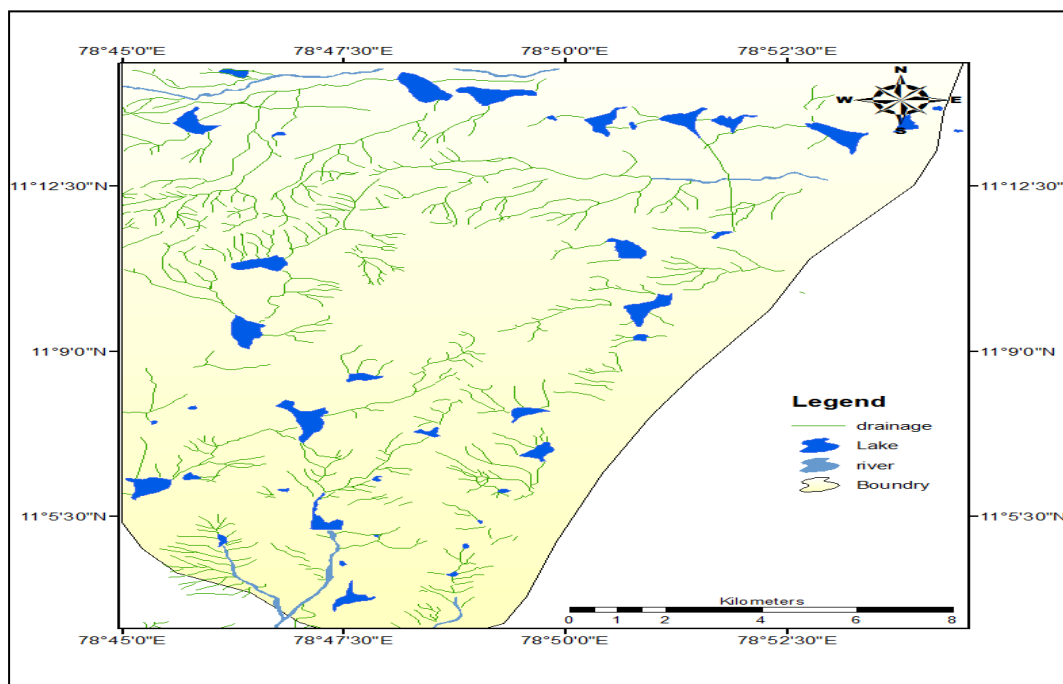 78°45'0"E 78°47'30"E 78°50'0"E 78°52'30"E
N
W E
S
11°12'30"N 11°12'30"N
11°9'0"N 11°9'0"N
Legend
drainage
Lake
river
Boundry
11°5'30"N 11°5'30"N
Kilometers
0 1 2 4 6 8
78°45'0"E 78°47'30"E 78°50'0"E 78°52'30"E